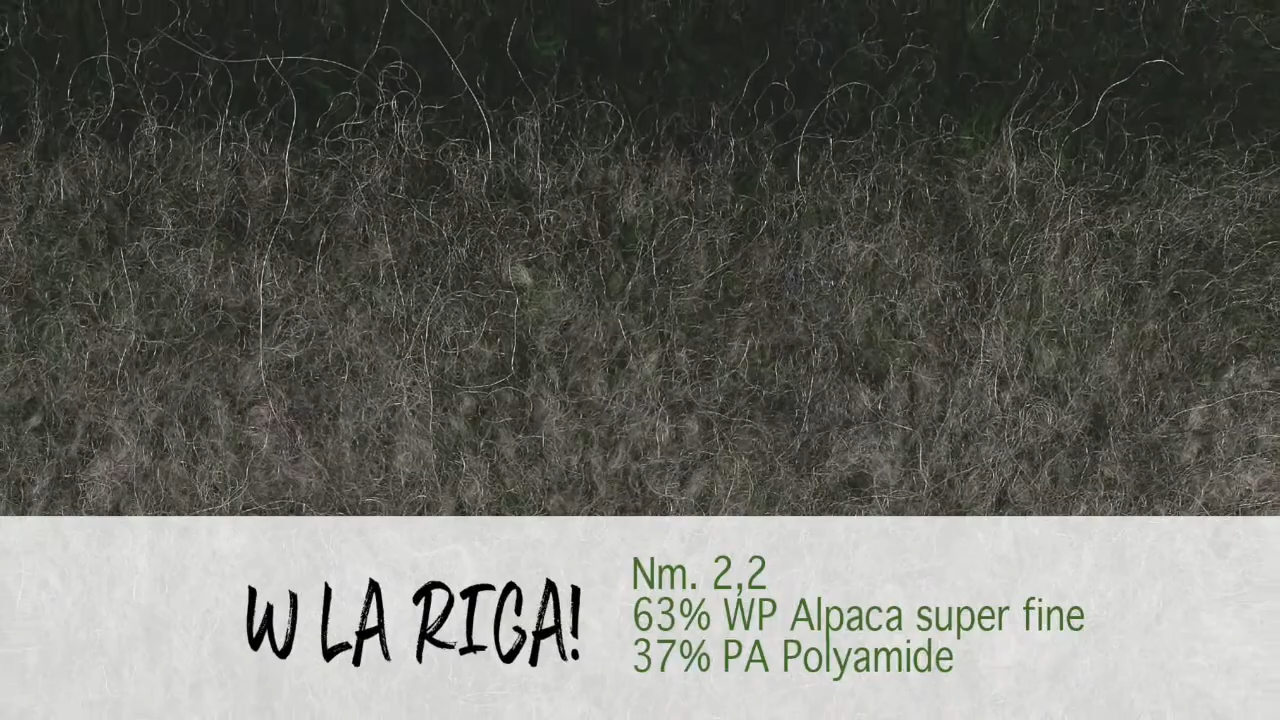 W LA RIGA!
Nm. 2,2
63% WP Alpaca super fine
37% PA Polyamide